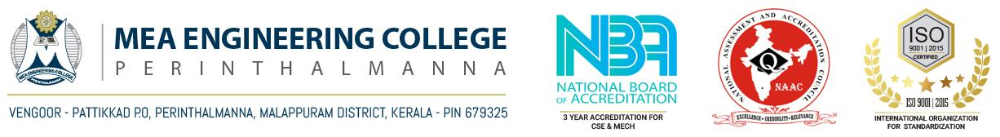 MEA ENGINEERING COLLEGE
PERINTHALMANNA
MEA ENGINEERING COLLEGE
PERINTHALMANNA
VENGOOR - PATTIKKAD P.O, PERINTHALMANNA, MALAPPURAM DISTRICT, KERALA - PIN 679325
NBA
NATIONAL BOARD
OF ACCREDITATION
3 YEAR ACCREDITATION FOR
CSE & MECH
NATIONAL ASSESSMENT AND ACCREDITATION COUNCIL
Q
NAAC
EXCELLENCE • CREDIBILITY • RELEVANCE
ISO
9001 | 2015
CERTIFIED
ISO 9001 | 2015
INTERNATIONAL ORGANIZATION
FOR STANDARDIZATION